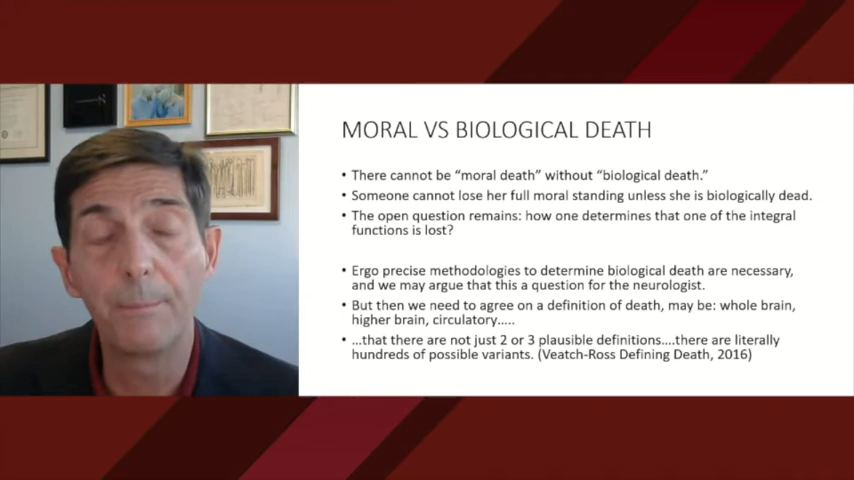 MORAL VS BIOLOGICAL DEATH
• There cannot be “moral death” without “biological death.”
• Someone cannot lose her full moral standing unless she is biologically dead.
• The open question remains: how one determines that one of the integral
functions is lost?
• Ergo precise methodologies to determine biological death are necessary,
and we may argue that this a question for the neurologist.
• But then we need to agree on a definition of death, may be: whole brain,
higher brain, circulatory.....
• ...that there are not just 2 or 3 plausible definitions....there are literally
hundreds of possible variants. (Veatch-Ross Defining Death, 2016)